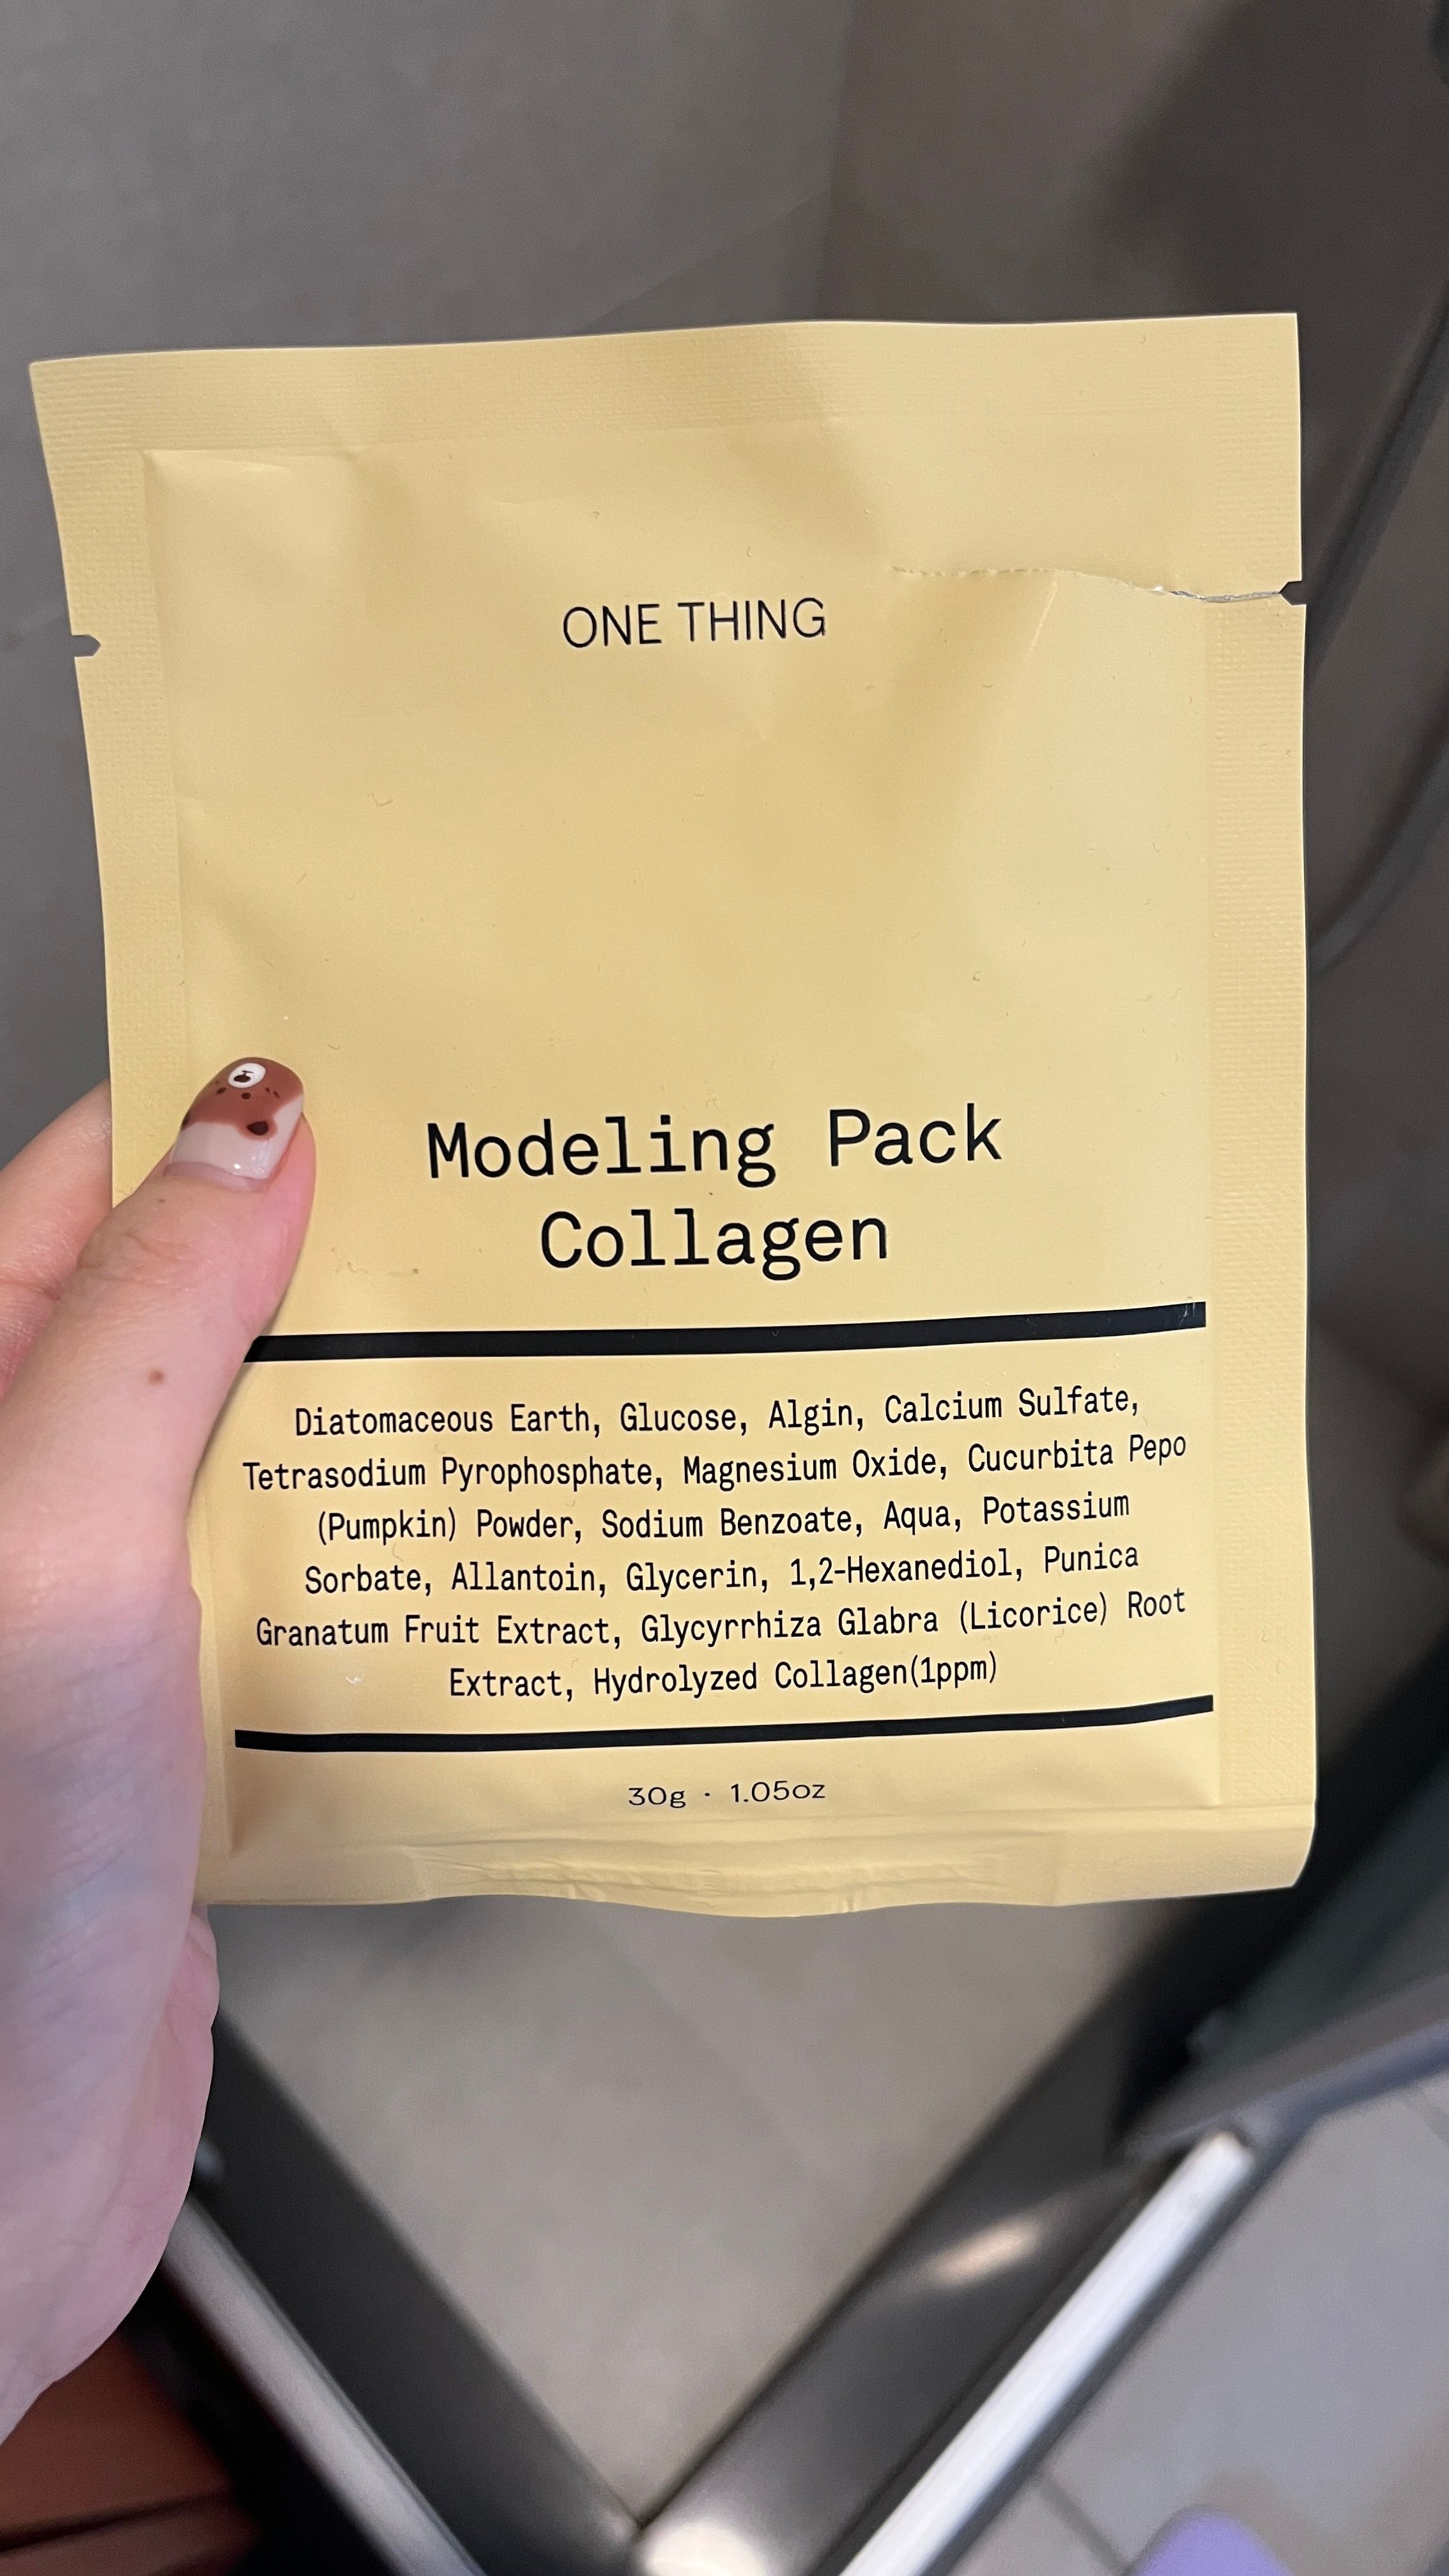 ONE THING
Modeling Pack
Collagen
Diatomaceous Earth, Glucose, Algin, Calcium Sulfate,
Tetrasodium Pyrophosphate, Magnesium Oxide, Cucurbita Pepo
(Pumpkin) Powder, Sodium Benzoate, Aqua, Potassium
Sorbate, Allantoin, Glycerin, 1,2-Hexanediol, Punica
Granatum Fruit Extract, Glycyrrhiza Glabra (Licorice) Root
Extract, Hydrolyzed Collagen(1ppm)
30g · 1.05oz